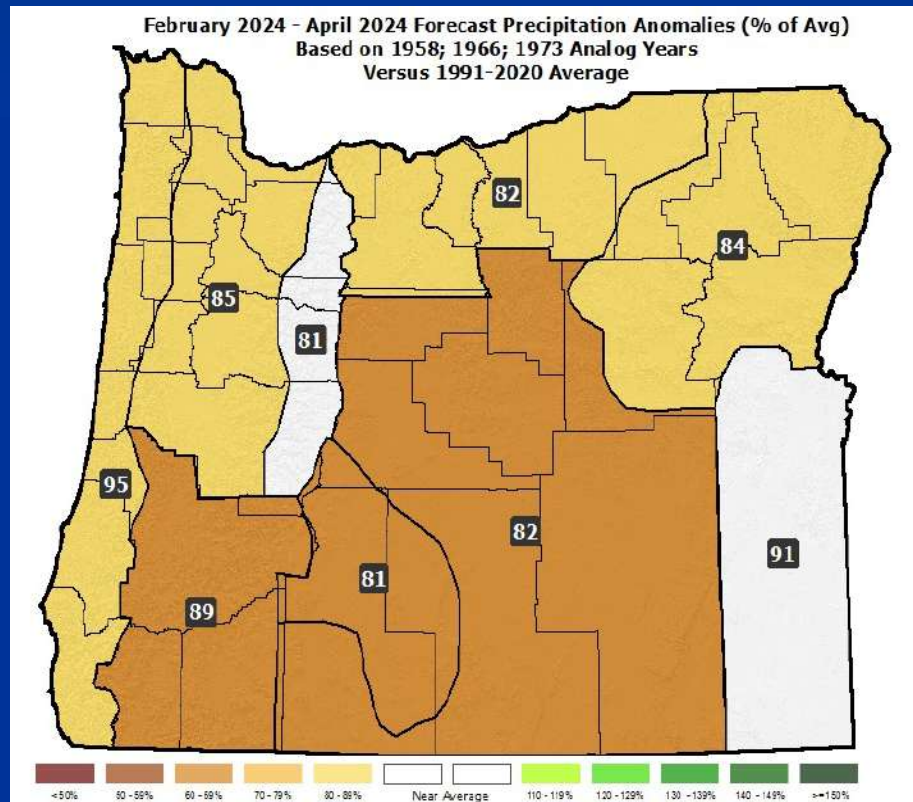 February 2024 - April 2024 Forecast Precipitation Anomalies (% of Avg)
Based on 1958; 1966; 1973 Analog Years
Versus 1991-2020 Average
82
84
85
81
95
82
91
81
89
<50%
50 - 59%
60 - 69%
70 - 79%
80 - 89%
Near Average
110 - 119%
120 - 129%
130 - 139%
140 - 149%
>=150%